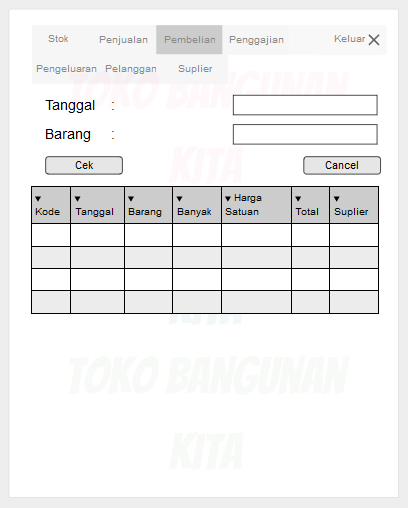 Stok Penjualan Pembelian Penggajian Keluar
Pengeluaran Pelanggan Suplier
TOKO BANGUNAN
Tanggal :
Barang :
KITA
Cek Cancel
▼ Kode ▼ Tanggal ▼ Barang ▼ Banyak ▼ Harga Satuan ▼ Total ▼ Suplier
KITA
TOKO BANGUNAN
KITA